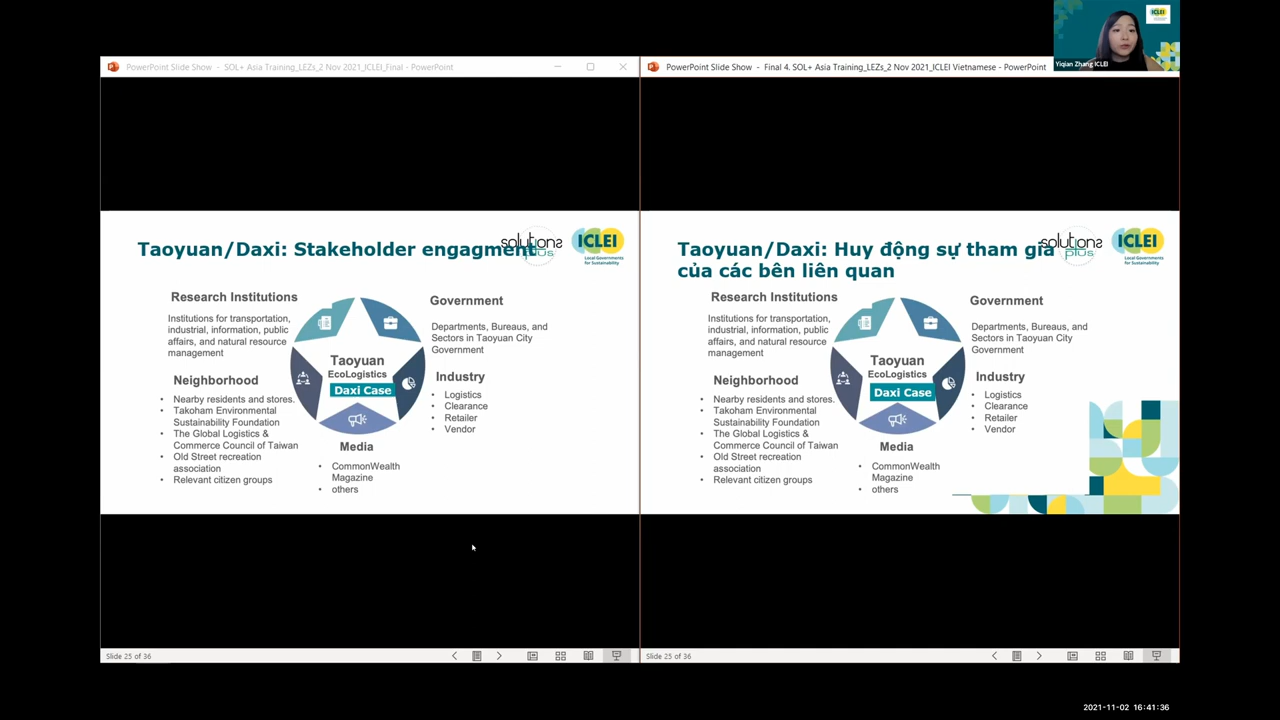 ICLEI
Yiqian Zhang ICLEI
PowerPoint Slide Show - SOL+ Asia Training_LEZs_2 Nov 2021_ICLEI_Final - PowerPoint
Taoyuan/Daxi: Stakeholder engagment
solutions
plus
ICLEI
Local Governments
for Sustainability
Research Institutions
Institutions for transportation,
industrial, information, public
affairs, and natural resource
management
Government
Departments, Bureaus, and
Sectors in Taoyuan City
Government
Taoyuan
EcoLogistics
Daxi Case
Neighborhood
• Nearby residents and stores.
• Takoham Environmental
Sustainability Foundation
• The Global Logistics &
Commerce Council of Taiwan
• Old Street recreation
association
• Relevant citizen groups
Industry
• Logistics
• Clearance
• Retailer
• Vendor
Media
• CommonWealth
Magazine
• others
Slide 25 of 36
PowerPoint Slide Show - Final 4. SOL+ Asia Training_LEZs_2 Nov 2021_ICLEI Vietnamese - PowerPoint
Taoyuan/Daxi: Huy động sự tham gia
của các bên liên quan
solutions
plus
ICLEI
Local Governments
for Sustainability
Research Institutions
Institutions for transportation,
industrial, information, public
affairs, and natural resource
management
Government
Departments, Bureaus, and
Sectors in Taoyuan City
Government
Taoyuan
EcoLogistics
Daxi Case
Neighborhood
• Nearby residents and stores.
• Takoham Environmental
Sustainability Foundation
• The Global Logistics &
Commerce Council of Taiwan
• Old Street recreation
association
• Relevant citizen groups
Industry
• Logistics
• Clearance
• Retailer
• Vendor
Media
• CommonWealth
Magazine
• others
Slide 25 of 36
2021-11-02 16:41:36